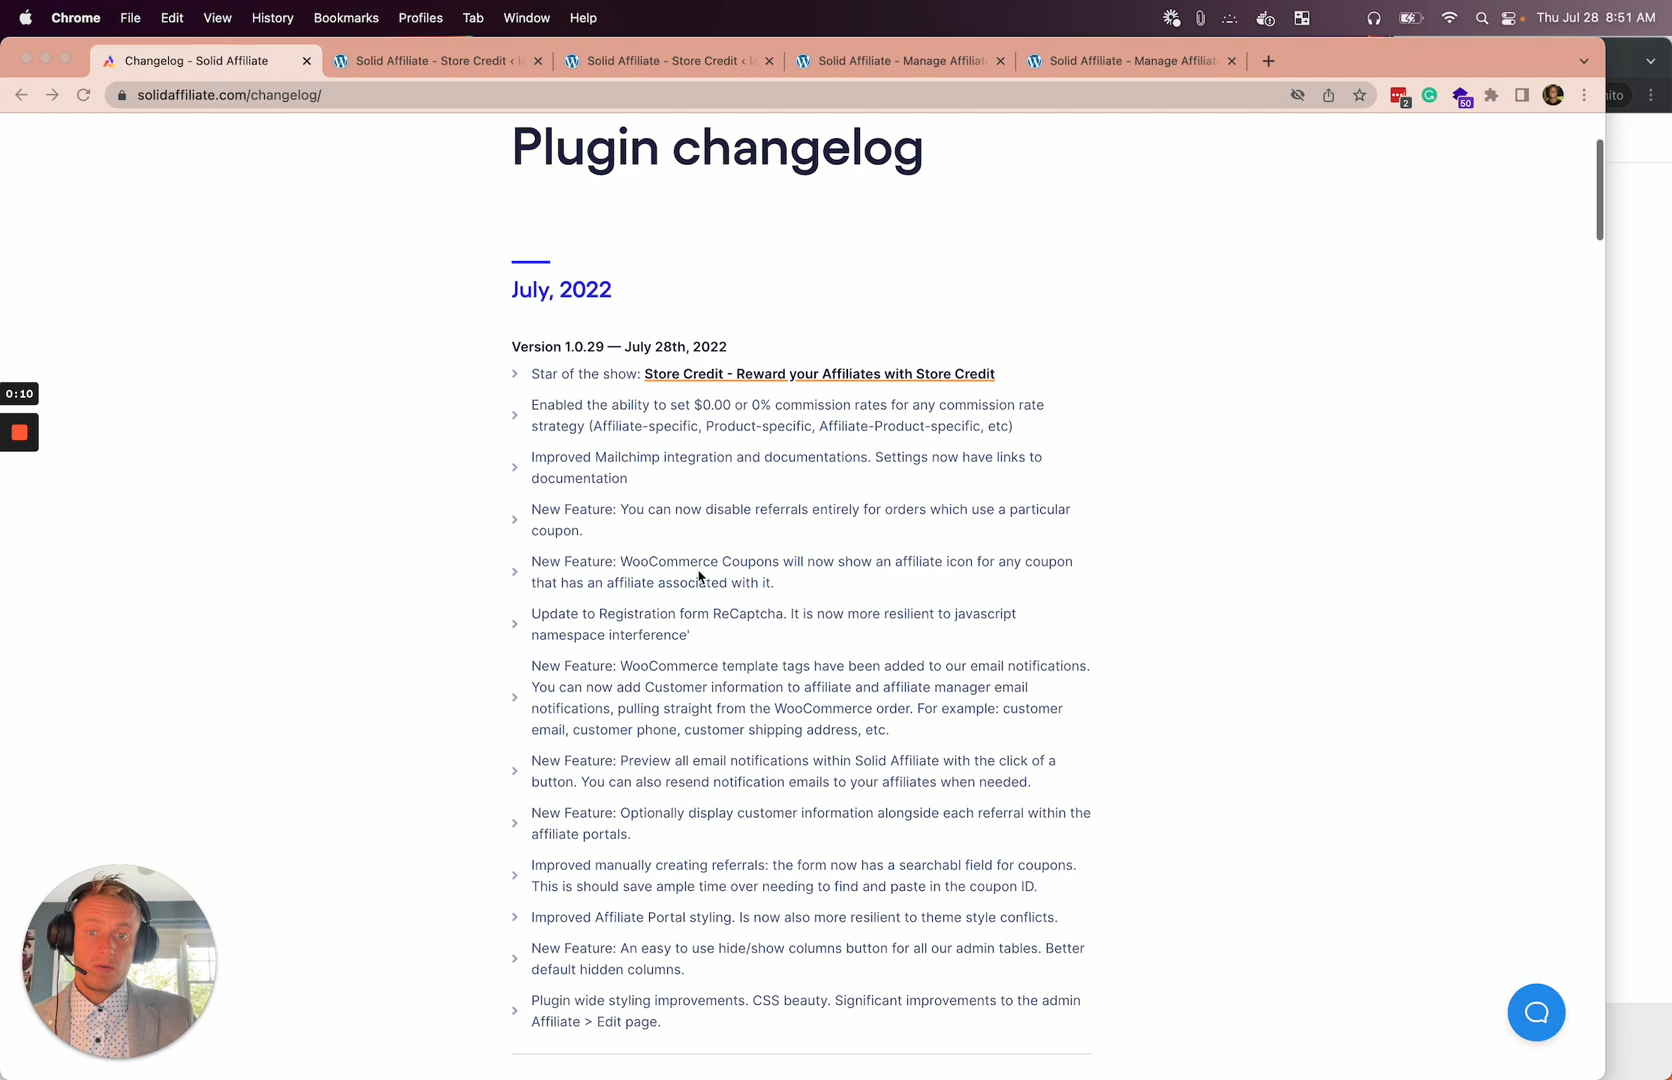 Chrome File Edit View History Bookmarks Profiles Tab Window Help Thu Jul 28 8:51 AM
Changelog - Solid Affiliate Solid Affiliate - Store Credit Solid Affiliate - Store Credit Solid Affiliate - Manage Affiliat Solid Affiliate - Manage Affiliat
solidaffiliate.com/changelog/ 2 50
Plugin changelog
July, 2022
0:10
Version 1.0.29 — July 28th, 2022
Star of the show: Store Credit - Reward your Affiliates with Store Credit
Enabled the ability to set $0.00 or 0% commission rates for any commission rate
strategy (Affiliate-specific, Product-specific, Affiliate-Product-specific, etc)
Improved Mailchimp integration and documentations. Settings now have links to
documentation
New Feature: You can now disable referrals entirely for orders which use a particular
coupon.
New Feature: WooCommerce Coupons will now show an affiliate icon for any coupon
that has an affiliate associated with it.
Update to Registration form ReCaptcha. It is now more resilient to javascript
namespace interference'
New Feature: WooCommerce template tags have been added to our email notifications.
You can now add Customer information to affiliate and affiliate manager email
notifications, pulling straight from the WooCommerce order. For example: customer
email, customer phone, customer shipping address, etc.
New Feature: Preview all email notifications within Solid Affiliate with the click of a
button. You can also resend notification emails to your affiliates when needed.
New Feature: Optionally display customer information alongside each referral within the
affiliate portals.
Improved manually creating referrals: the form now has a searchabl field for coupons.
This is should save ample time over needing to find and paste in the coupon ID.
Improved Affiliate Portal styling. Is now also more resilient to theme style conflicts.
New Feature: An easy to use hide/show columns button for all our admin tables. Better
default hidden columns.
Plugin wide styling improvements. CSS beauty. Significant improvements to the admin
Affiliate > Edit page.